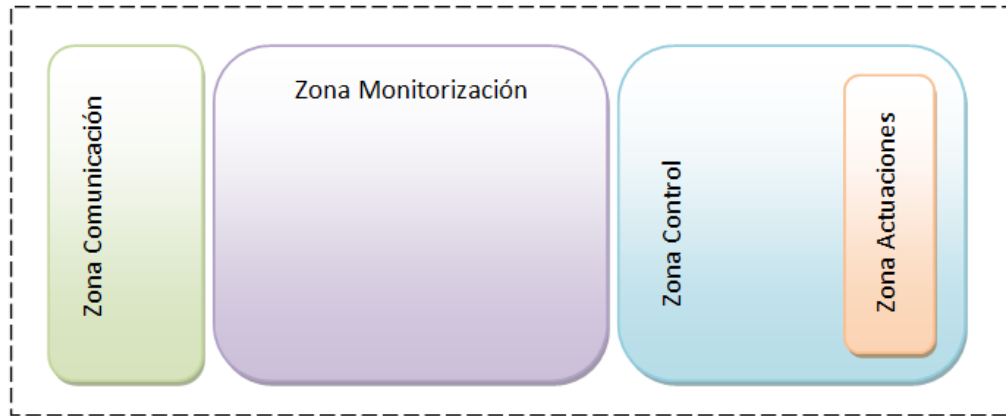 Zona Comunicación
Zona Monitorización
Zona Control
Zona Actuaciones